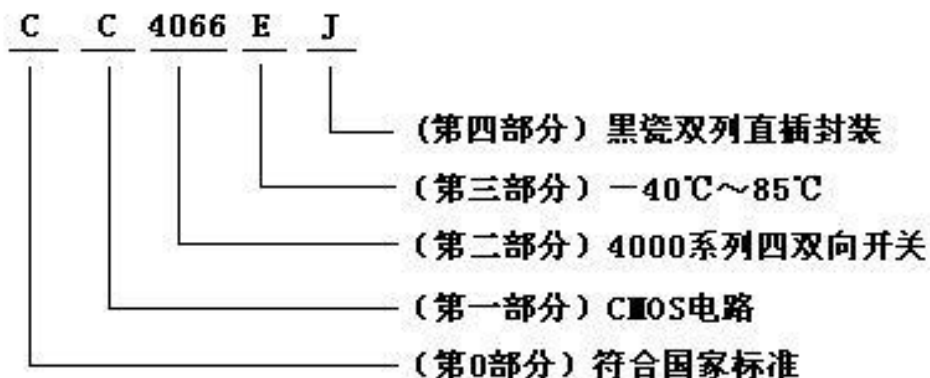 C C 4066 E J
(第四部分) 黑瓷双列直插封装
(第三部分) －40℃～85℃
(第二部分) 4000系列四双向开关
(第一部分) CMOS电路
(第0部分) 符合国家标准